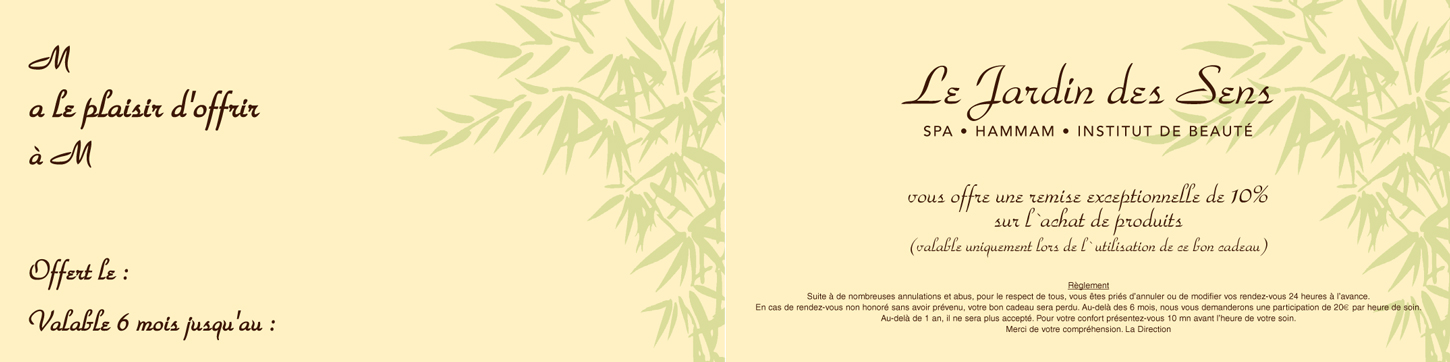 M
a le plaisir d'offrir
à M
Offert le :
Valable 6 mois jusqu'au :
Le Jardin des Sens
SPA • HAMMAM • INSTITUT DE BEAUTÉ
vous offre une remise exceptionnelle de 10%
sur l`achat de produits
(valable uniquement lors de l`utilisation de ce bon cadeau)
Règlement
Suite à de nombreuses annulations et abus, pour le respect de tous, vous êtes priés d'annuler ou de modifier vos rendez-vous 24 heures à l'avance.
En cas de rendez-vous non honoré sans avoir prévenu, votre bon cadeau sera perdu. Au-delà des 6 mois, nous vous demanderons une participation de 20€ par heure de soin.
Au-delà de 1 an, il ne sera plus accepté. Pour votre confort présentez-vous 10 mn avant l'heure de votre soin.
Merci de votre compréhension. La Direction